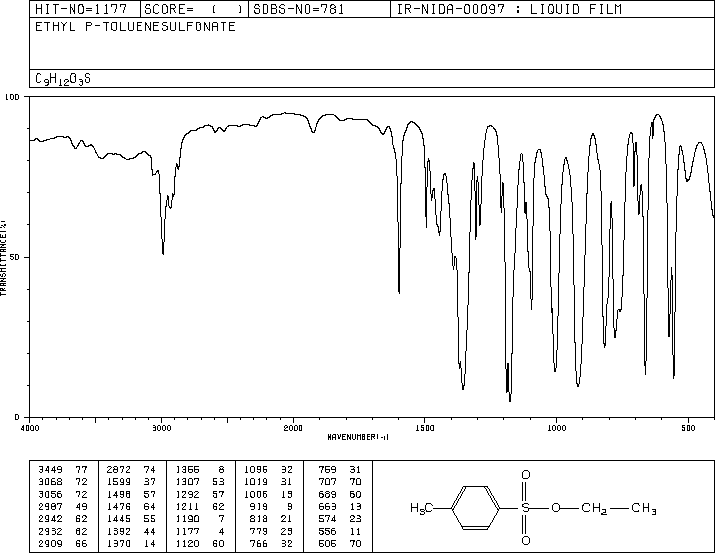 HIT-NO=1177 SCORE= ( ) SDBS-NO=781 IR-NIDA-00097 : LIQUID FILM
ETHYL P-TOLUENESULFONATE
C9H12O3S
100
50
0
TRANSMITTANCE(%)
4000 3000 2000 1500 1000 500
WAVENUMBER(-1)
3449 77 2872 74 1366 8 1096 32 759 31
3068 72 1599 37 1307 53 1019 31 707 70
3056 72 1498 57 1292 57 1006 13 689 60
2987 49 1476 64 1211 62 919 9 663 13
2942 62 1445 55 1190 7 818 21 574 23
2932 62 1392 44 1177 4 779 23 556 11
2909 66 1370 14 1120 60 766 32 505 70
O
H3C S O CH2 CH3
O